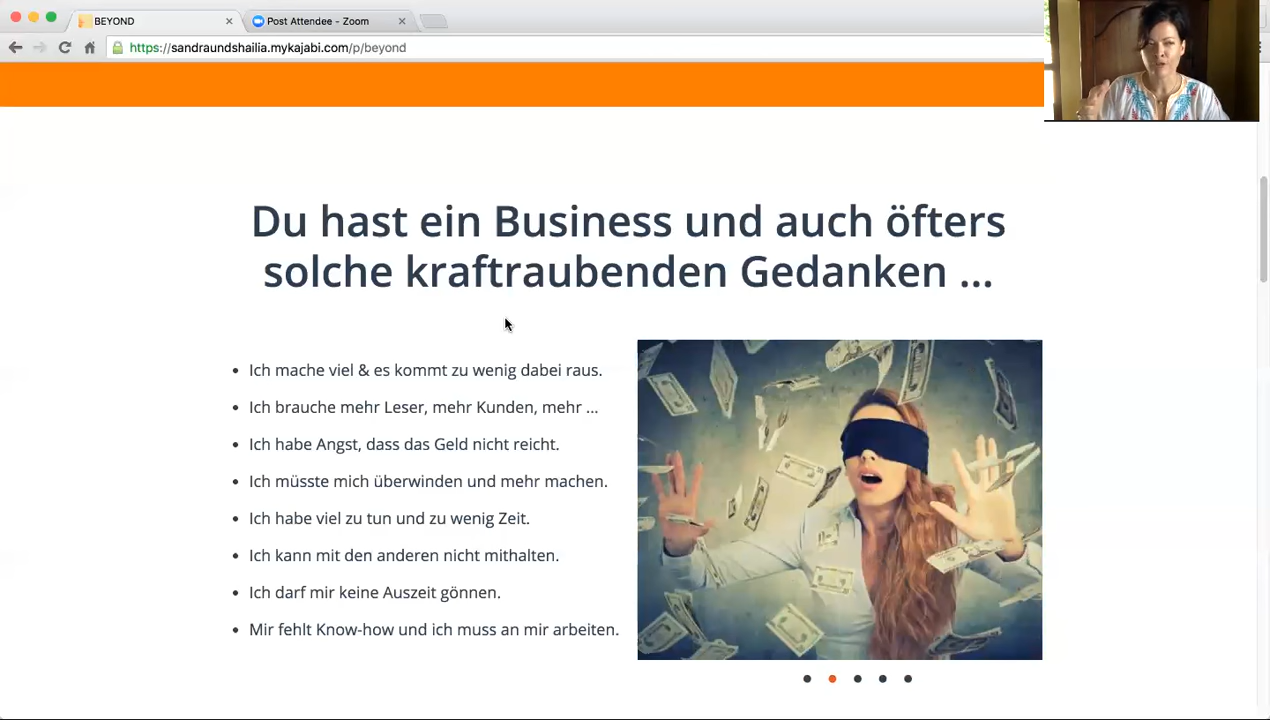 BEYOND
Post Attendee - Zoom
https://sandraundshailia.mykajabi.com/p/beyond
Du hast ein Business und auch öfters
solche kraftraubenden Gedanken ...
• Ich mache viel & es kommt zu wenig dabei raus.
• Ich brauche mehr Leser, mehr Kunden, mehr ...
• Ich habe Angst, dass das Geld nicht reicht.
• Ich müsste mich überwinden und mehr machen.
• Ich habe viel zu tun und zu wenig Zeit.
• Ich kann mit den anderen nicht mithalten.
• Ich darf mir keine Auszeit gönnen.
• Mir fehlt Know-how und ich muss an mir arbeiten.